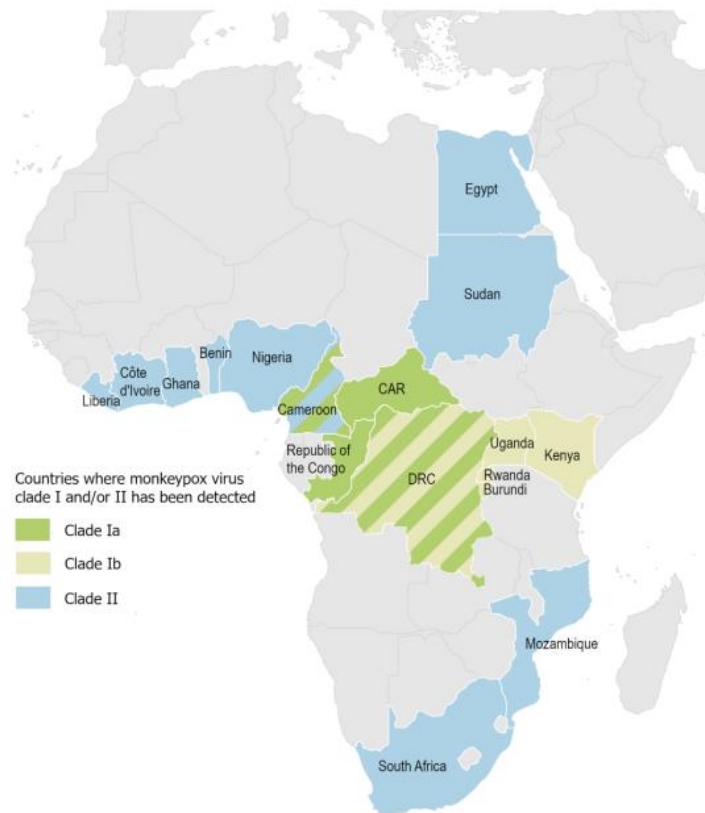 Egypt
Sudan
Benin
Nigeria
Côte
d'Ivoire
Ghana
Liberia
Cameroon
CAR
Republic of
the Congo
DRC
Uganda
Kenya
Rwanda
Burundi
Countries where monkeypox virus
clade I and/or II has been detected
Clade Ia
Clade Ib
Clade II
Mozambique
South Africa